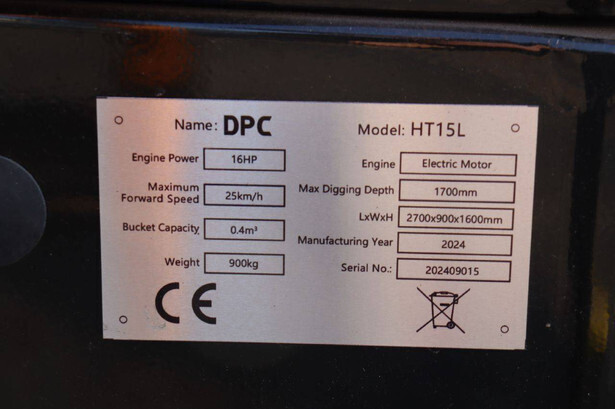 Name: DPC Model: HT15L
Engine Power 16HP Engine Electric Motor
Maximum Forward Speed 25km/h Max Digging Depth 1700mm
Bucket Capacity 0.4m³ LxWxH 2700x900x1600mm
Manufacturing Year 2024
Weight 900kg Serial No.: 202409015
CE